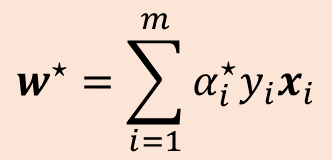 w⋆ = ∑_{i=1}^{m} α_i^⋆ y_i x_i